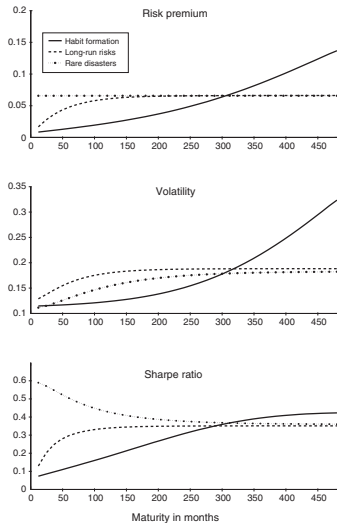 Risk premium
0.2
0.15
0.1
0.05
0
Habit formation
Long-run risks
Rare disasters
0 50 100 150 200 250 300 350 400 450
Volatility
0.35
0.3
0.25
0.2
0.15
0.1
0 50 100 150 200 250 300 350 400 450
Sharpe ratio
0.6
0.5
0.4
0.3
0.2
0.1
0
0 50 100 150 200 250 300 350 400 450
Maturity in months